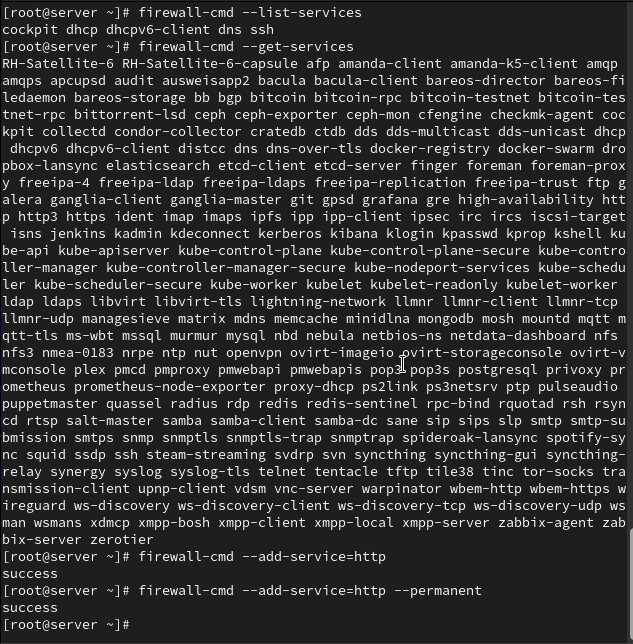 [root@server ~]# firewall-cmd --list-services
cockpit dhcp dhcpv6-client dns ssh
[root@server ~]# firewall-cmd --get-services
RH-Satellite-6 RH-Satellite-6-capsule afp amanda-client amanda-k5-client amqp
amqps apcupsd audit ausweisapp2 bacula bacula-client bareos-director bareos-fi
ledaemon bareos-storage bb bgp bitcoin bitcoin-rpc bitcoin-testnet bitcoin-tes
tnet-rpc bittorrent-lsd ceph ceph-exporter ceph-mon cfengine checkmk-agent coc
kpit collectd condor-collector cratedb ctdb dds dds-multicast dds-unicast dhcp
dhcpv6 dhcpv6-client distcc dns dns-over-tls docker-registry docker-swarm dro
pbox-lansync elasticsearch etcd-client etcd-server finger foreman foreman-prox
y freeipa-4 freeipa-ldap freeipa-ldaps freeipa-replication freeipa-trust ftp g
alera ganglia-client ganglia-master git gpsd grafana gre high-availability htt
p http3 https ident imap imaps ipfs ipp ipp-client ipsec irc ircs iscsi-target
isns jenkins kadmin kdeconnect kerberos kibana klogin kpasswd kprop kshell ku
be-api kube-apiserver kube-control-plane kube-control-plane-secure kube-contro
ller-manager kube-controller-manager-secure kube-nodeport-services kube-schedu
ler kube-scheduler-secure kube-worker kubelet kubelet-readonly kubelet-worker
ldap ldaps libvirt libvirt-tls lightning-network llmnr llmnr-client llmnr-tcp
llmnr-udp managesieve matrix mdns memcache minidlna mongodb mosh mountd mqtt m
qtt-tls ms-wbt mssql murmur mysql nbd nebula netbios-ns netdata-dashboard nfs
nfs3 nmea-0183 nrpe ntp nut openvpn ovirt-imageio ovirt-storageconsole ovirt-v
mconsole plex pmcd pmproxy pmwebapi pmwebapis pop3 pop3s postgresql privoxy pr
ometheus prometheus-node-exporter proxy-dhcp ps2link ps3netsrv ptp pulseaudio
puppetmaster quassel radius rdp redis redis-sentinel rpc-bind rquotad rsh rsyn
cd rtsp salt-master samba samba-client samba-dc sane sip sips slp smtp smtp-su
bmission smtps snmp snmptls snmptls-trap snmptrap spideroak-lansync spotify-sy
nc squid ssdp ssh steam-streaming svdrp svn syncthing syncthing-gui syncthing-
relay synergy syslog syslog-tls telnet tentacle tftp tile38 tinc tor-socks tra
nsmission-client upnp-client vdsm vnc-server warpinator wbem-http wbem-https w
ireguard ws-discovery ws-discovery-client ws-discovery-tcp ws-discovery-udp ws
man wsmans xdmcp xmpp-bosh xmpp-client xmpp-local xmpp-server zabbix-agent zab
bix-server zerotier
[root@server ~]# firewall-cmd --add-service=http
success
[root@server ~]# firewall-cmd --add-service=http --permanent
success
[root@server ~]#